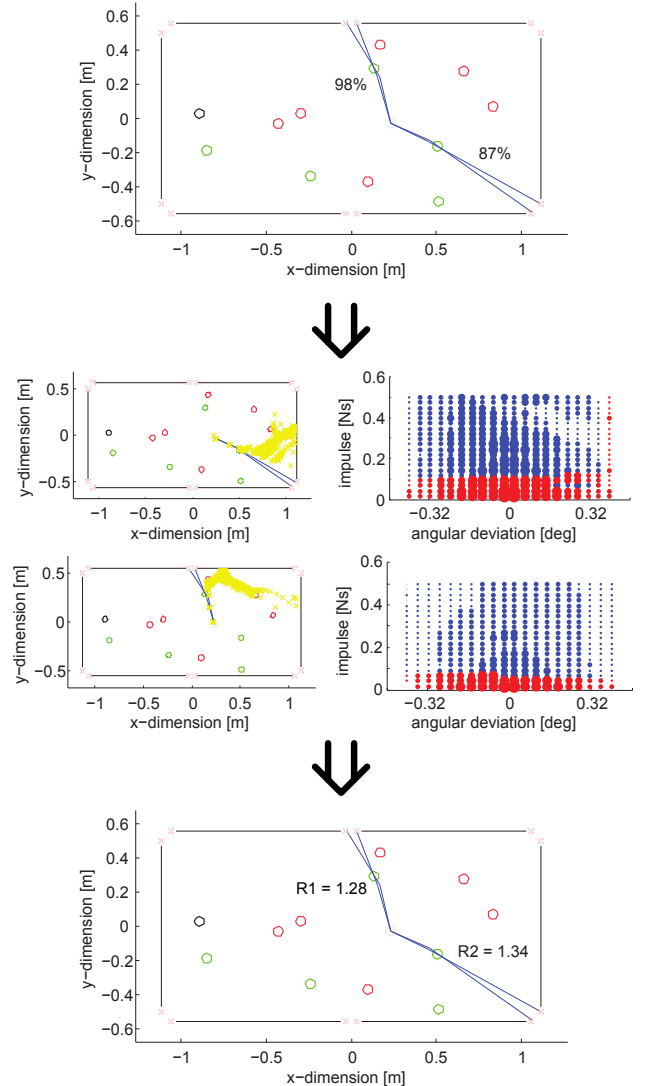 0.6
0.4
0.2
0
−0.2
−0.4
−0.6
y−dimension [m]
98%
87%
−1 −0.5 0 0.5 1
x−dimension [m]
0.5
0
−0.5
y−dimension [m]
−1 −0.5 0 0.5 1
x−dimension [m]
0.6
0.4
0.2
0
impulse [Ns]
−0.32 0 0.32
angular deviation [deg]
0.5
0
−0.5
y−dimension [m]
−1 −0.5 0 0.5 1
x−dimension [m]
0.6
0.4
0.2
0
impulse [Ns]
−0.32 0 0.32
angular deviation [deg]
0.6
0.4
0.2
0
−0.2
−0.4
−0.6
y−dimension [m]
R1 = 1.28
R2 = 1.34
−1 −0.5 0 0.5 1
x−dimension [m]